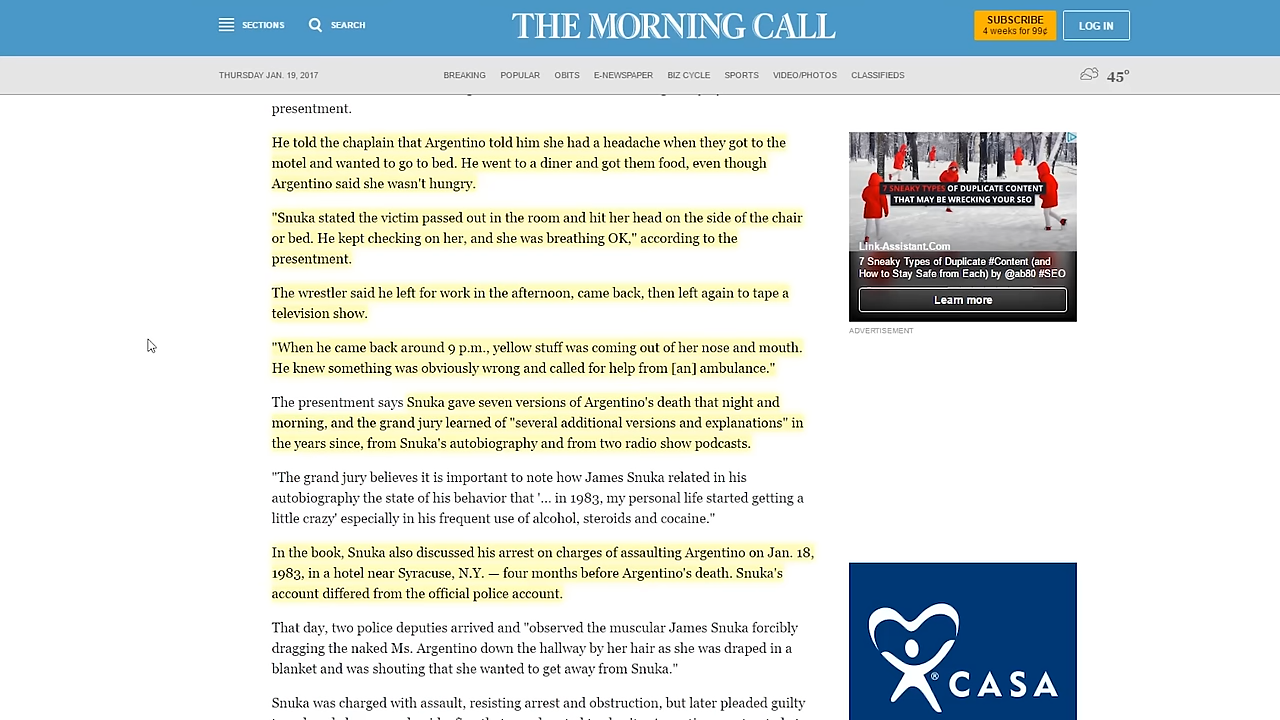 SECTIONS
SEARCH
THE MORNING CALL
SUBSCRIBE
4 weeks for 99¢
LOG IN
THURSDAY JAN. 19, 2017
BREAKING
POPULAR
OBITS
E-NEWSPAPER
BIZ CYCLE
SPORTS
VIDEO/PHOTOS
CLASSIFIEDS
45°
presentment.
He told the chaplain that Argentino told him she had a headache when they got to the
motel and wanted to go to bed. He went to a diner and got them food, even though
Argentino said she wasn't hungry.
"Snuka stated the victim passed out in the room and hit her head on the side of the chair
or bed. He kept checking on her, and she was breathing OK," according to the
presentment.
The wrestler said he left for work in the afternoon, came back, then left again to tape a
television show.
"When he came back around 9 p.m., yellow stuff was coming out of her nose and mouth.
He knew something was obviously wrong and called for help from [an] ambulance."
The presentment says Snuka gave seven versions of Argentino's death that night and
morning, and the grand jury learned of "several additional versions and explanations" in
the years since, from Snuka's autobiography and from two radio show podcasts.
"The grand jury believes it is important to note how James Snuka related in his
autobiography the state of his behavior that '... in 1983, my personal life started getting a
little crazy' especially in his frequent use of alcohol, steroids and cocaine."
In the book, Snuka also discussed his arrest on charges of assaulting Argentino on Jan. 18,
1983, in a hotel near Syracuse, N.Y. — four months before Argentino's death. Snuka's
account differed from the official police account.
That day, two police deputies arrived and "observed the muscular James Snuka forcibly
dragging the naked Ms. Argentino down the hallway by her hair as she was draped in a
blanket and was shouting that she wanted to get away from Snuka."
Snuka was charged with assault, resisting arrest and obstruction, but later pleaded guilty
7 SNEAKY TYPES OF DUPLICATE CONTENT
THAT MAY BE WRECKING YOUR SEO
Link-Assistant.Com
7 Sneaky Types of Duplicate #Content (and
How to Stay Safe from Each) by @ab80 #SEO
Learn more
ADVERTISEMENT
® CASA